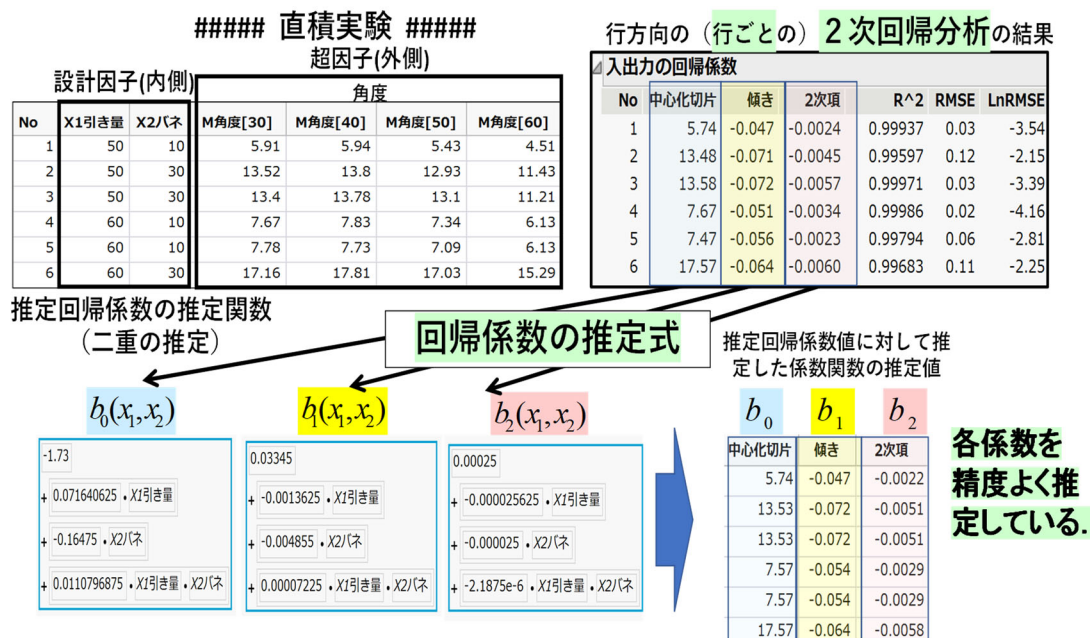 ##### 直積実験 #####
超因子(外側)
設計因子(内側)
角度
No X1引き量 X2バネ M角度[30] M角度[40] M角度[50] M角度[60]
1 50 10 5.91 5.94 5.43 4.51
2 50 30 13.52 13.8 12.93 11.43
3 50 30 13.4 13.78 13.1 11.21
4 60 10 7.67 7.83 7.34 6.13
5 60 10 7.78 7.73 7.09 6.13
6 60 30 17.16 17.81 17.03 15.29
行方向の(行ごとの)2次回帰分析の結果
入出力の回帰係数
No 中心化切片 傾き 2次項 R^2 RMSE LnRMSE
1 5.74 -0.047 -0.0024 0.99937 0.03 -3.54
2 13.48 -0.071 -0.0045 0.99597 0.12 -2.15
3 13.58 -0.072 -0.0057 0.99971 0.03 -3.39
4 7.67 -0.051 -0.0034 0.99986 0.02 -4.16
5 7.47 -0.056 -0.0023 0.99794 0.06 -2.81
6 17.57 -0.064 -0.0060 0.99683 0.11 -2.25
推定回帰係数の推定関数
(二重の推定)
回帰係数の推定式
b₀(x₁,x₂)
-1.73
+ 0.071640625・X1引き量
+ -0.16475・X2バネ
+ 0.0110796875・X1引き量・X2バネ
b₁(x₁,x₂)
0.03345
+ -0.0013625・X1引き量
+ -0.004855・X2バネ
+ 0.00007225・X1引き量・X2バネ
b₂(x₁,x₂)
0.00025
+ -0.000025625・X1引き量
+ -0.000025・X2バネ
+ -2.1875e-6・X1引き量・X2バネ
推定回帰係数値に対して推
定した係数関数の推定値
b₀ b₁ b₂
中心化切片 傾き 2次項
5.74 -0.047 -0.0022
13.53 -0.072 -0.0051
13.53 -0.072 -0.0051
7.57 -0.054 -0.0029
7.57 -0.054 -0.0029
17.57 -0.064 -0.0058
各係数を
精度よく推
定している.